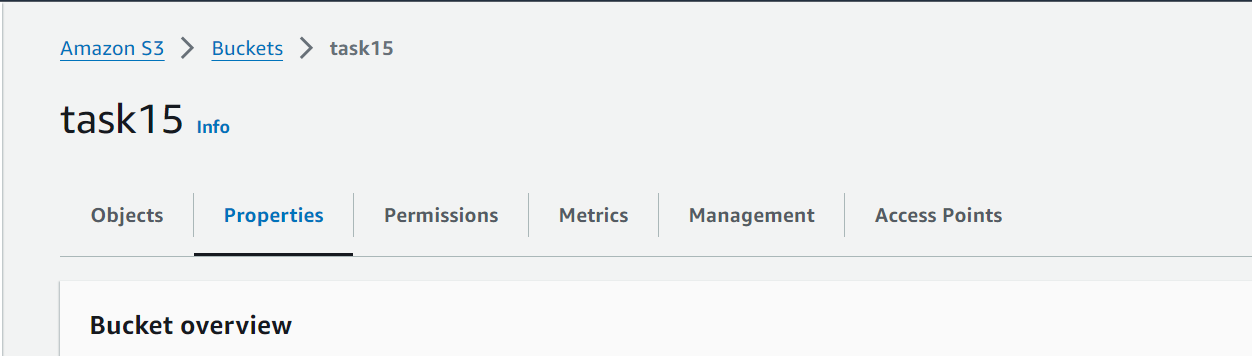 Amazon S3 > Buckets > task15
task15 Info
Objects Properties Permissions Metrics Management Access Points
Bucket overview